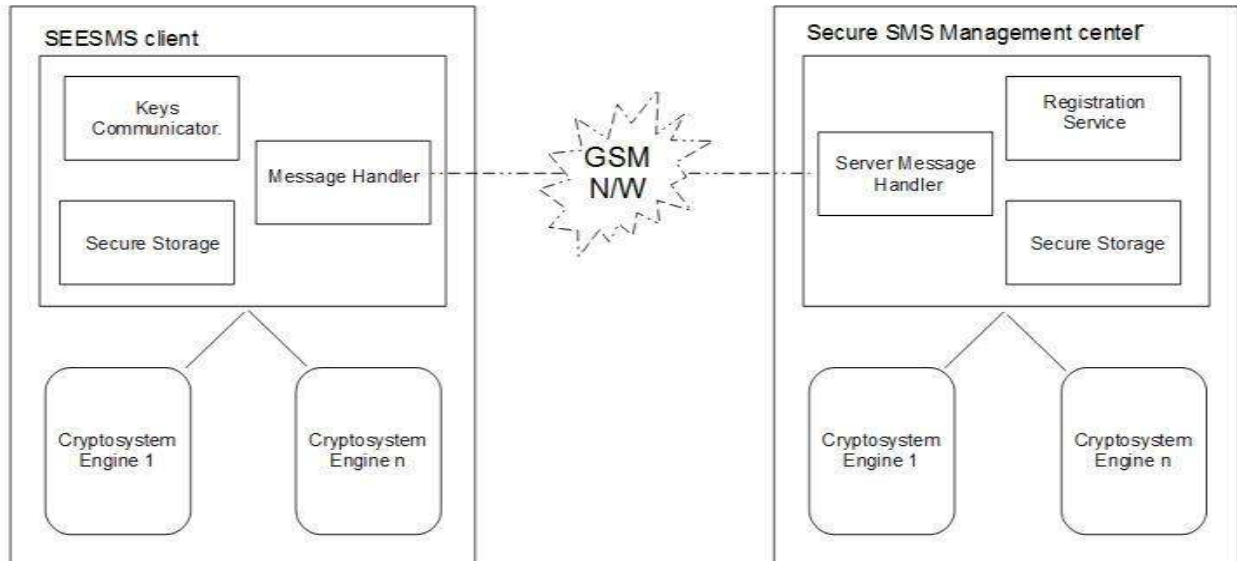 SEESMS client
Keys
Communicator.
Message Handler
Secure Storage
Cryptosystem
Engine 1
Cryptosystem
Engine n
GSM
N/W
Secure SMS Management center
Registration
Service
Server Message
Handler
Secure Storage
Cryptosystem
Engine 1
Cryptosystem
Engine n